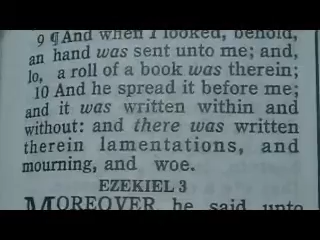 9 ¶And when I looked, behold,
an hand was sent unto me; and,
lo, a roll of a book was therein;
10 And he spread it before me;
and it was written within and
without: and there was written
therein lamentations, and
mourning, and woe.
EZEKIEL 3
MOREOVER he said unto